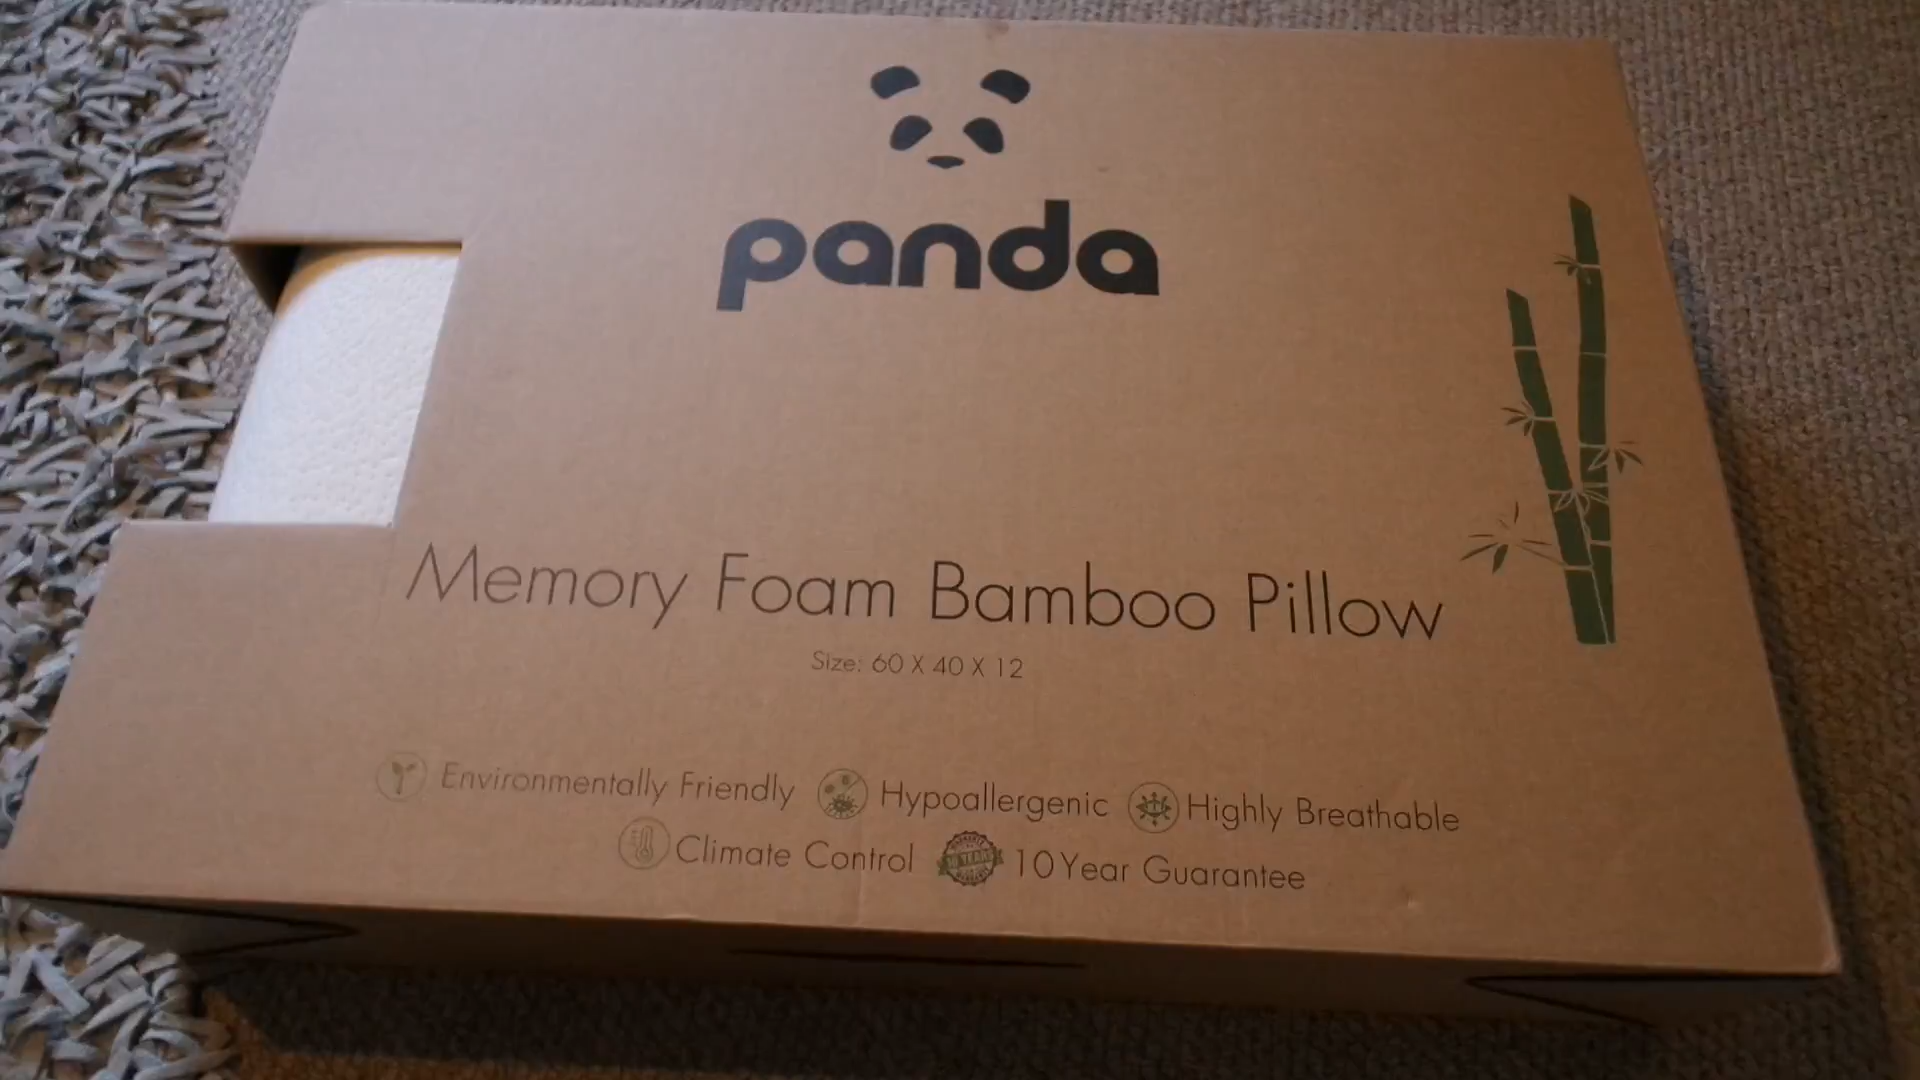 panda
Memory Foam Bamboo Pillow
Size: 60 X 40 X 12
Environmentally Friendly Hypoallergenic Highly Breathable
Climate Control 10 Year Guarantee